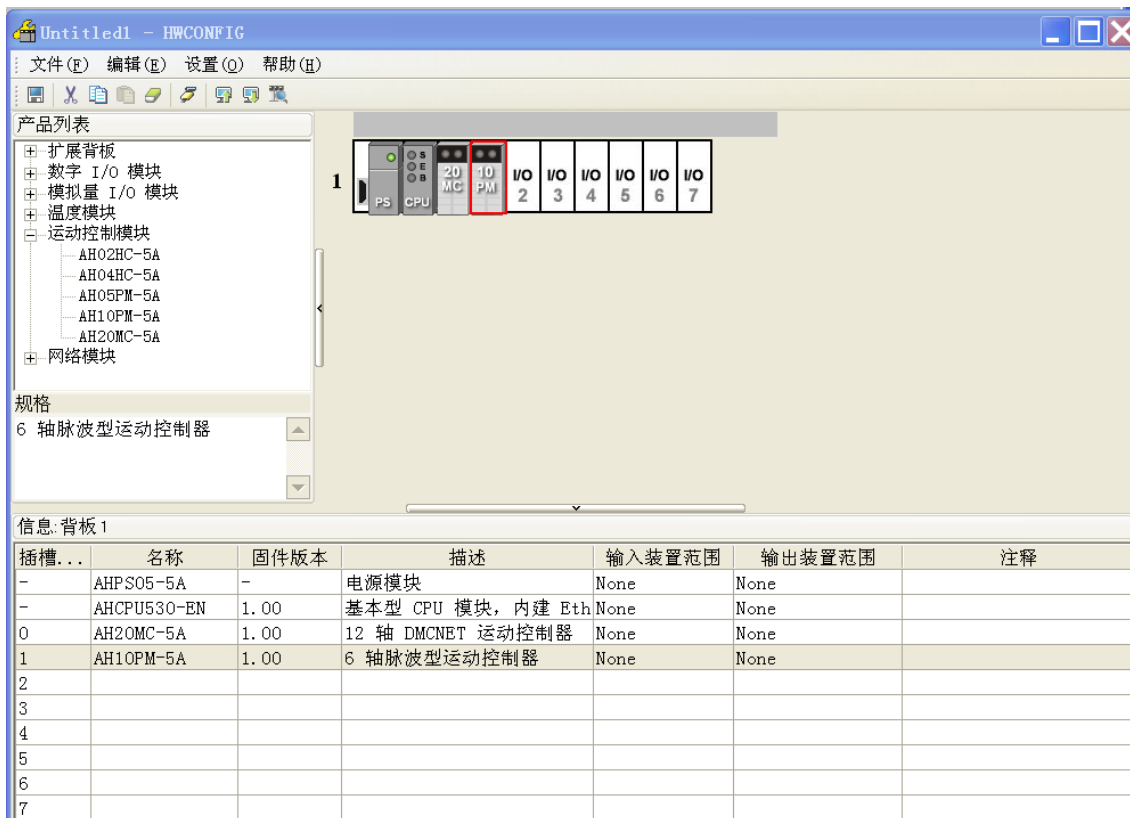 Untitled1 - HWCONFIG
文件(F) 编辑(E) 设置(O) 帮助(H)
产品列表
扩展背板
数字 I/O 模块
模拟量 I/O 模块
温度模块
运动控制模块
AH02HC-5A
AH04HC-5A
AH05PM-5A
AH10PM-5A
AH20MC-5A
网络模块
规格
6 轴脉波型运动控制器
1
PS
S
E
B
CPU
20 MC
10 PM
I/O 2
I/O 3
I/O 4
I/O 5
I/O 6
I/O 7
信息:背板1
插槽... 名称 固件版本 描述 输入装置范围 输出装置范围 注释
- AHPS05-5A - 电源模块 None None
- AHCPU530-EN 1.00 基本型 CPU 模块, 内建 Eth None None
0 AH20MC-5A 1.00 12 轴 DMCNET 运动控制器 None None
1 AH10PM-5A 1.00 6 轴脉波型运动控制器 None None
2
3
4
5
6
7